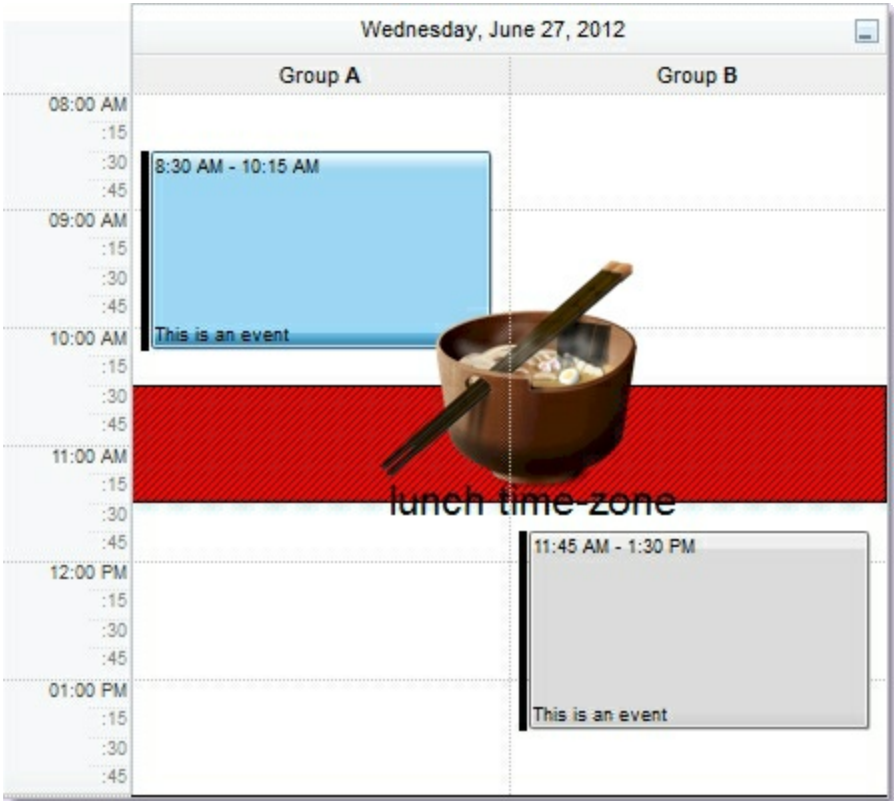 Wednesday, June 27, 2012
Group A
Group B
08:00 AM
:15
:30
8:30 AM - 10:15 AM
:45
09:00 AM
:15
:30
:45
10:00 AM
This is an event
:15
:30
:45
11:00 AM
:15
lunch time-zone
:30
:45
11:45 AM - 1:30 PM
12:00 PM
:15
:30
:45
01:00 PM
:15
This is an event
:30
:45